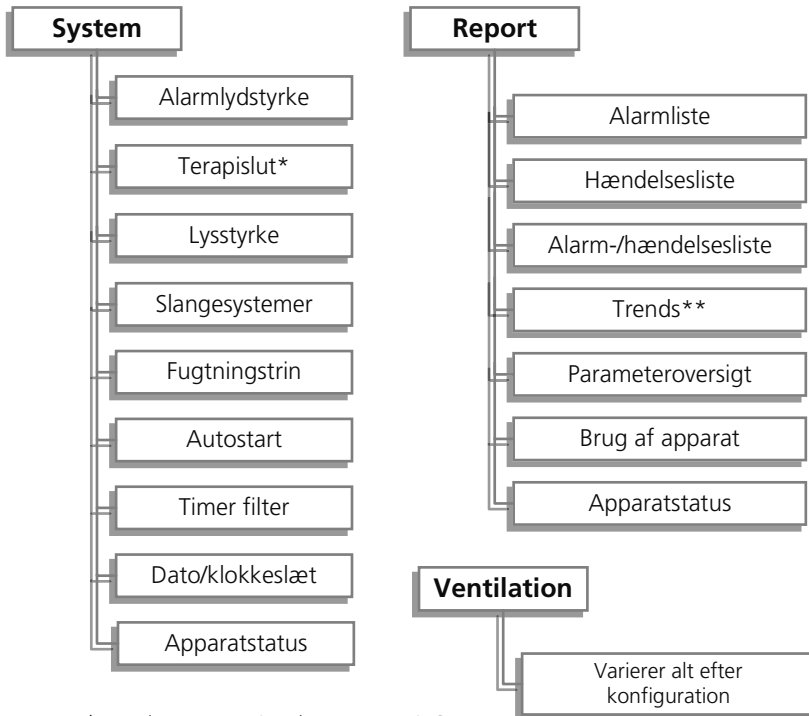 System
Alarmlydstyrke
Terapislut*
Lysstyrke
Slangesystemer
Fugtningstrin
Autostart
Timer filter
Dato/klokkeslæt
Apparatstatus
Report
Alarmliste
Hændelsesliste
Alarm-/hændelsesliste
Trends**
Parameteroversigt
Brug af apparat
Apparatstatus
Ventilation
Varierer alt efter
konfiguration